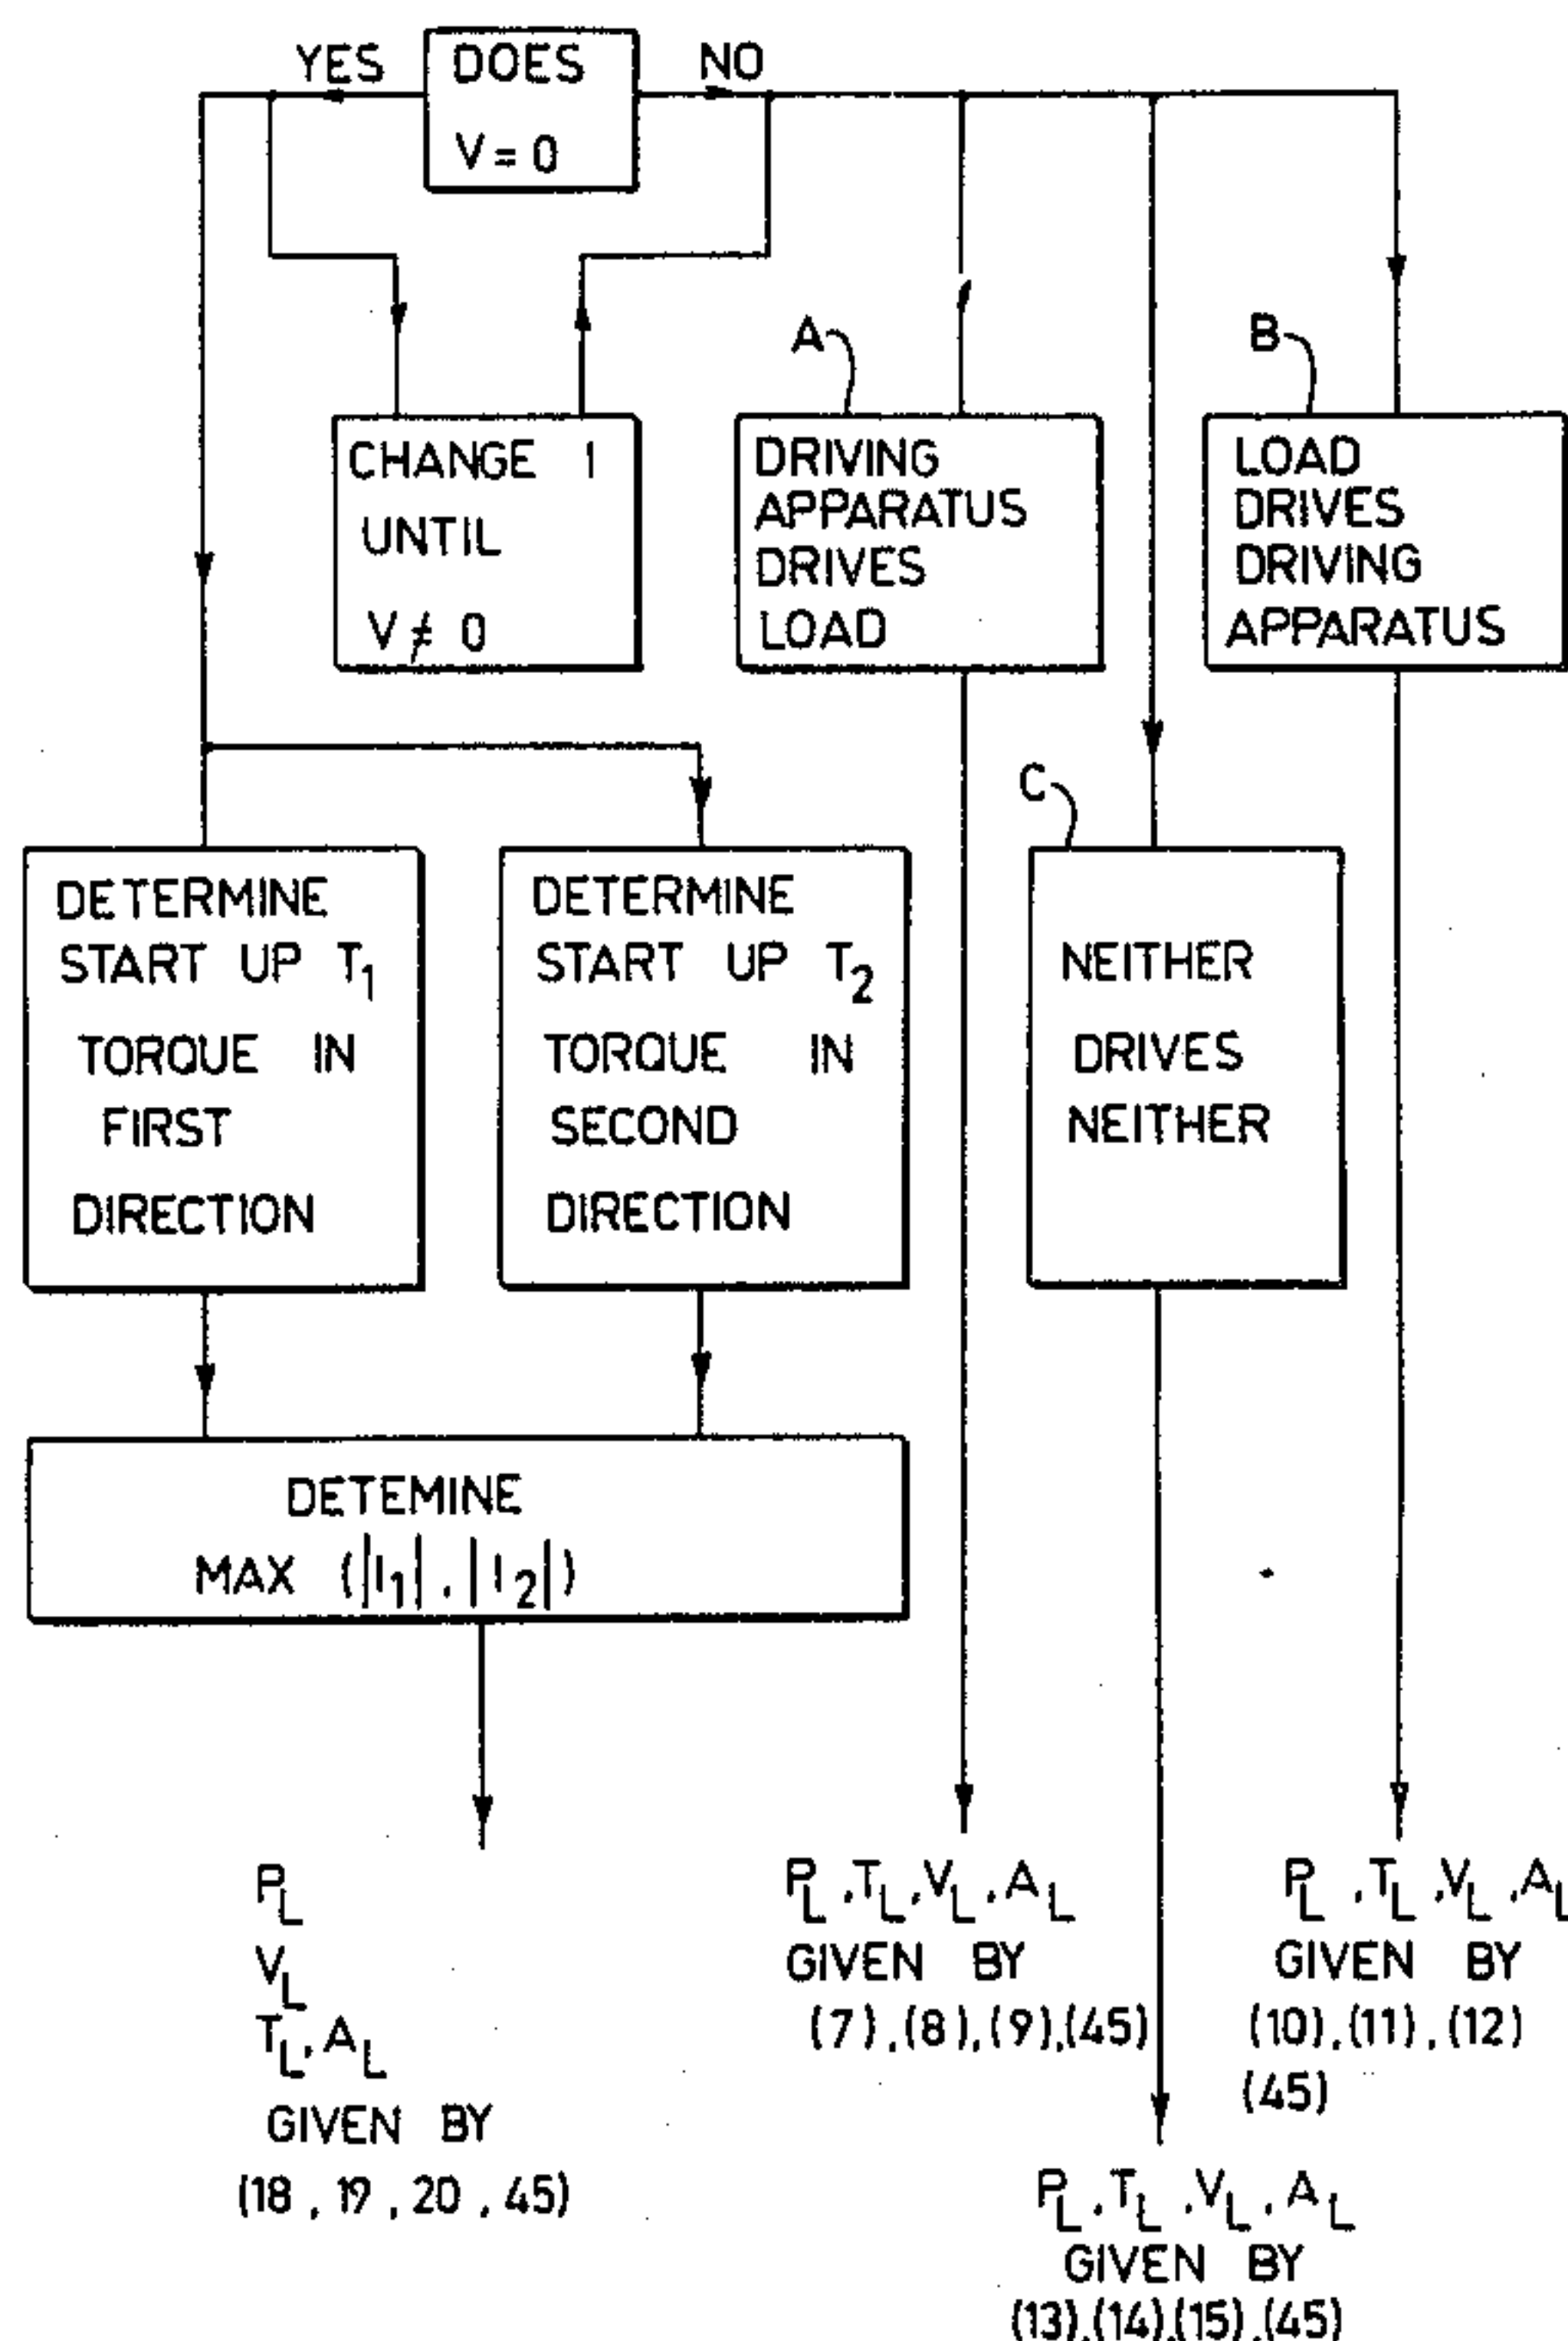 YES
DOES
V = 0
NO
A
B
CHANGE I
UNTIL
V ≠ 0
DRIVING
APPARATUS
DRIVES
LOAD
LOAD
DRIVES
DRIVING
APPARATUS
C
DETERMINE
START UP T1
TORQUE IN
FIRST
DIRECTION
DETERMINE
START UP T2
TORQUE IN
SECOND
DIRECTION
NEITHER
DRIVES
NEITHER
DETEMINE
MAX (|I1|, |I2|)
PL
VL
TL, AL
GIVEN BY
(18, 19, 20, 45)
PL, TL, VL, AL
GIVEN BY
(7), (8), (9), (45)
PL, TL, VL, AL
GIVEN BY
(10), (11), (12)
(45)
PL, TL, VL, AL
GIVEN BY
(13), (14), (15), (45)